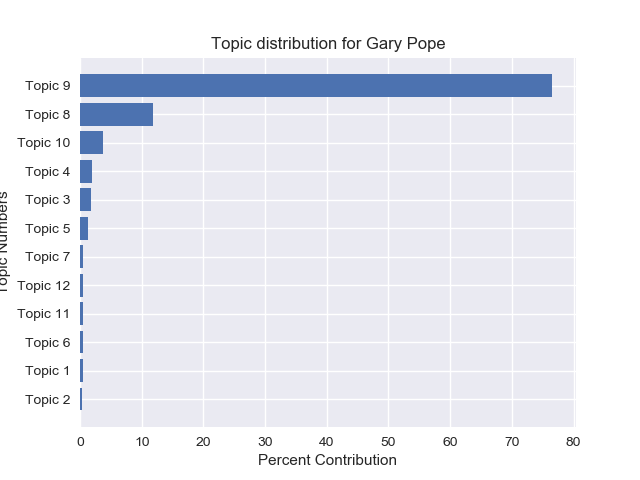 Topic distribution for Gary Pope
Topic 9
Topic 8
Topic 10
Topic 4
Topic 3
Topic 5
Topic 7
Topic 12
Topic 11
Topic 6
Topic 1
Topic 2
Topic Numbers
0 10 20 30 40 50 60 70 80
Percent Contribution